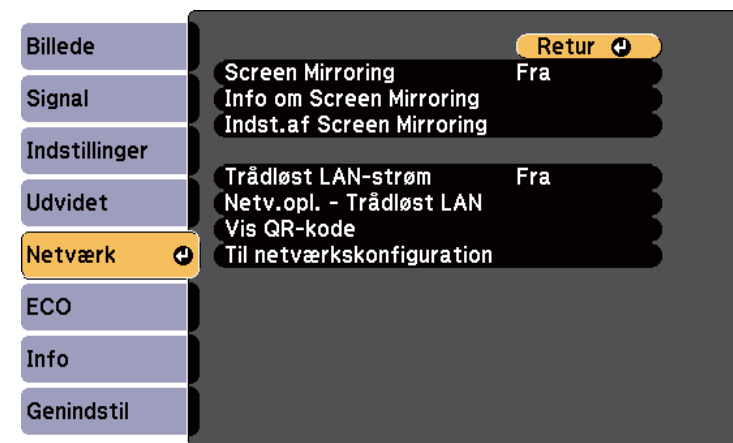 Billede
Signal
Indstillinger
Udvidet
Netværk
ECO
Info
Genindstil
Retur
Screen Mirroring Fra
Info om Screen Mirroring
Indst.af Screen Mirroring
Trådløst LAN-strøm Fra
Netv.opl. - Trådløst LAN
Vis QR-kode
Til netværkskonfiguration